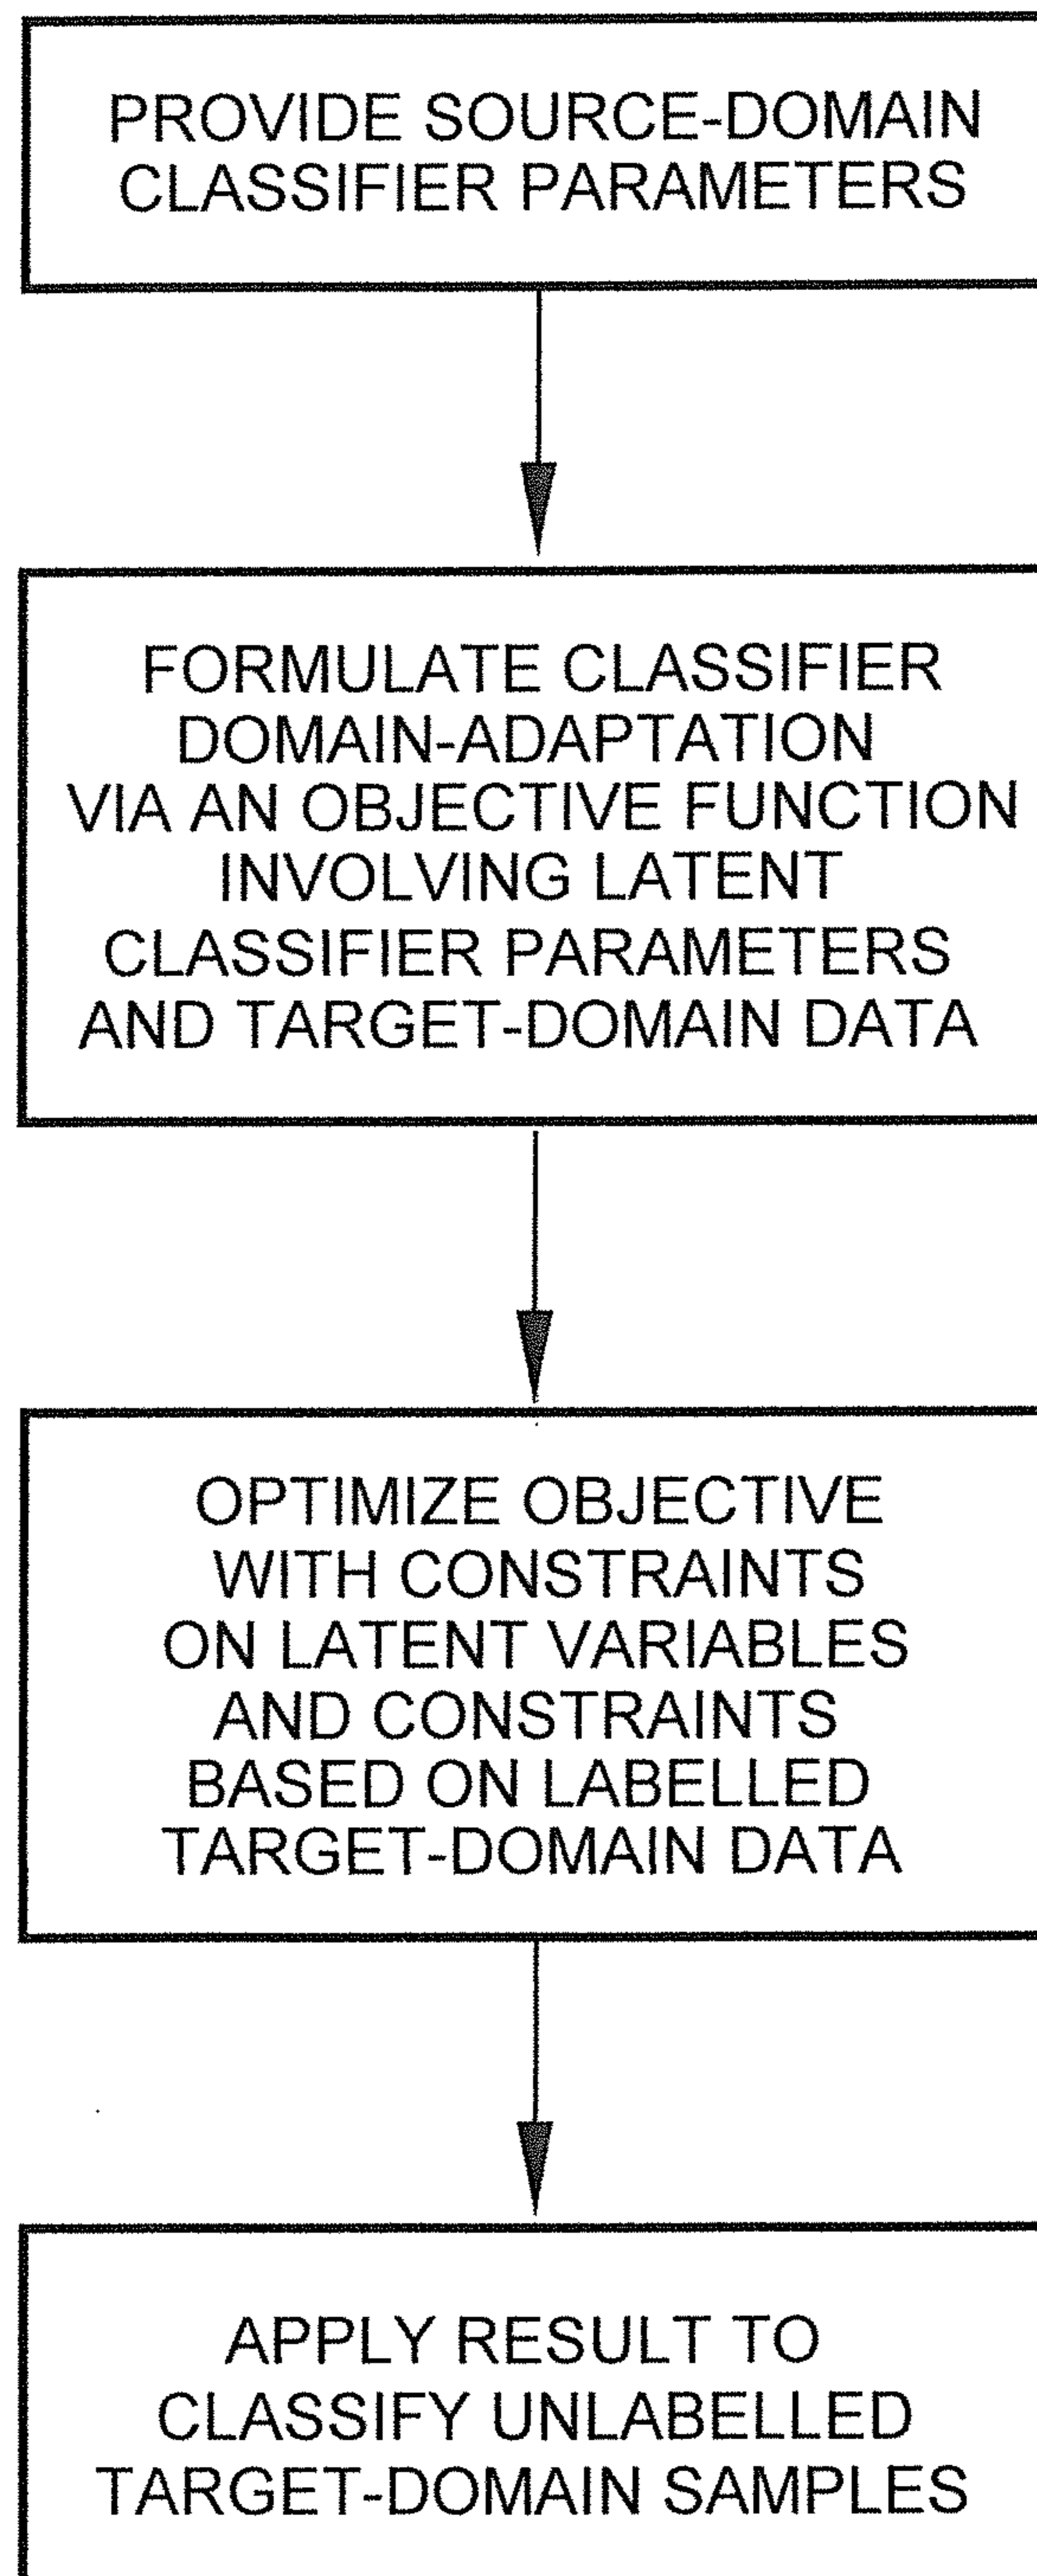 PROVIDE SOURCE-DOMAIN
CLASSIFIER PARAMETERS
FORMULATE CLASSIFIER
DOMAIN-ADAPTATION
VIA AN OBJECTIVE FUNCTION
INVOLVING LATENT
CLASSIFIER PARAMETERS
AND TARGET-DOMAIN DATA
OPTIMIZE OBJECTIVE
WITH CONSTRAINTS
ON LATENT VARIABLES
AND CONSTRAINTS
BASED ON LABELLED
TARGET-DOMAIN DATA
APPLY RESULT TO
CLASSIFY UNLABELLED
TARGET-DOMAIN SAMPLES